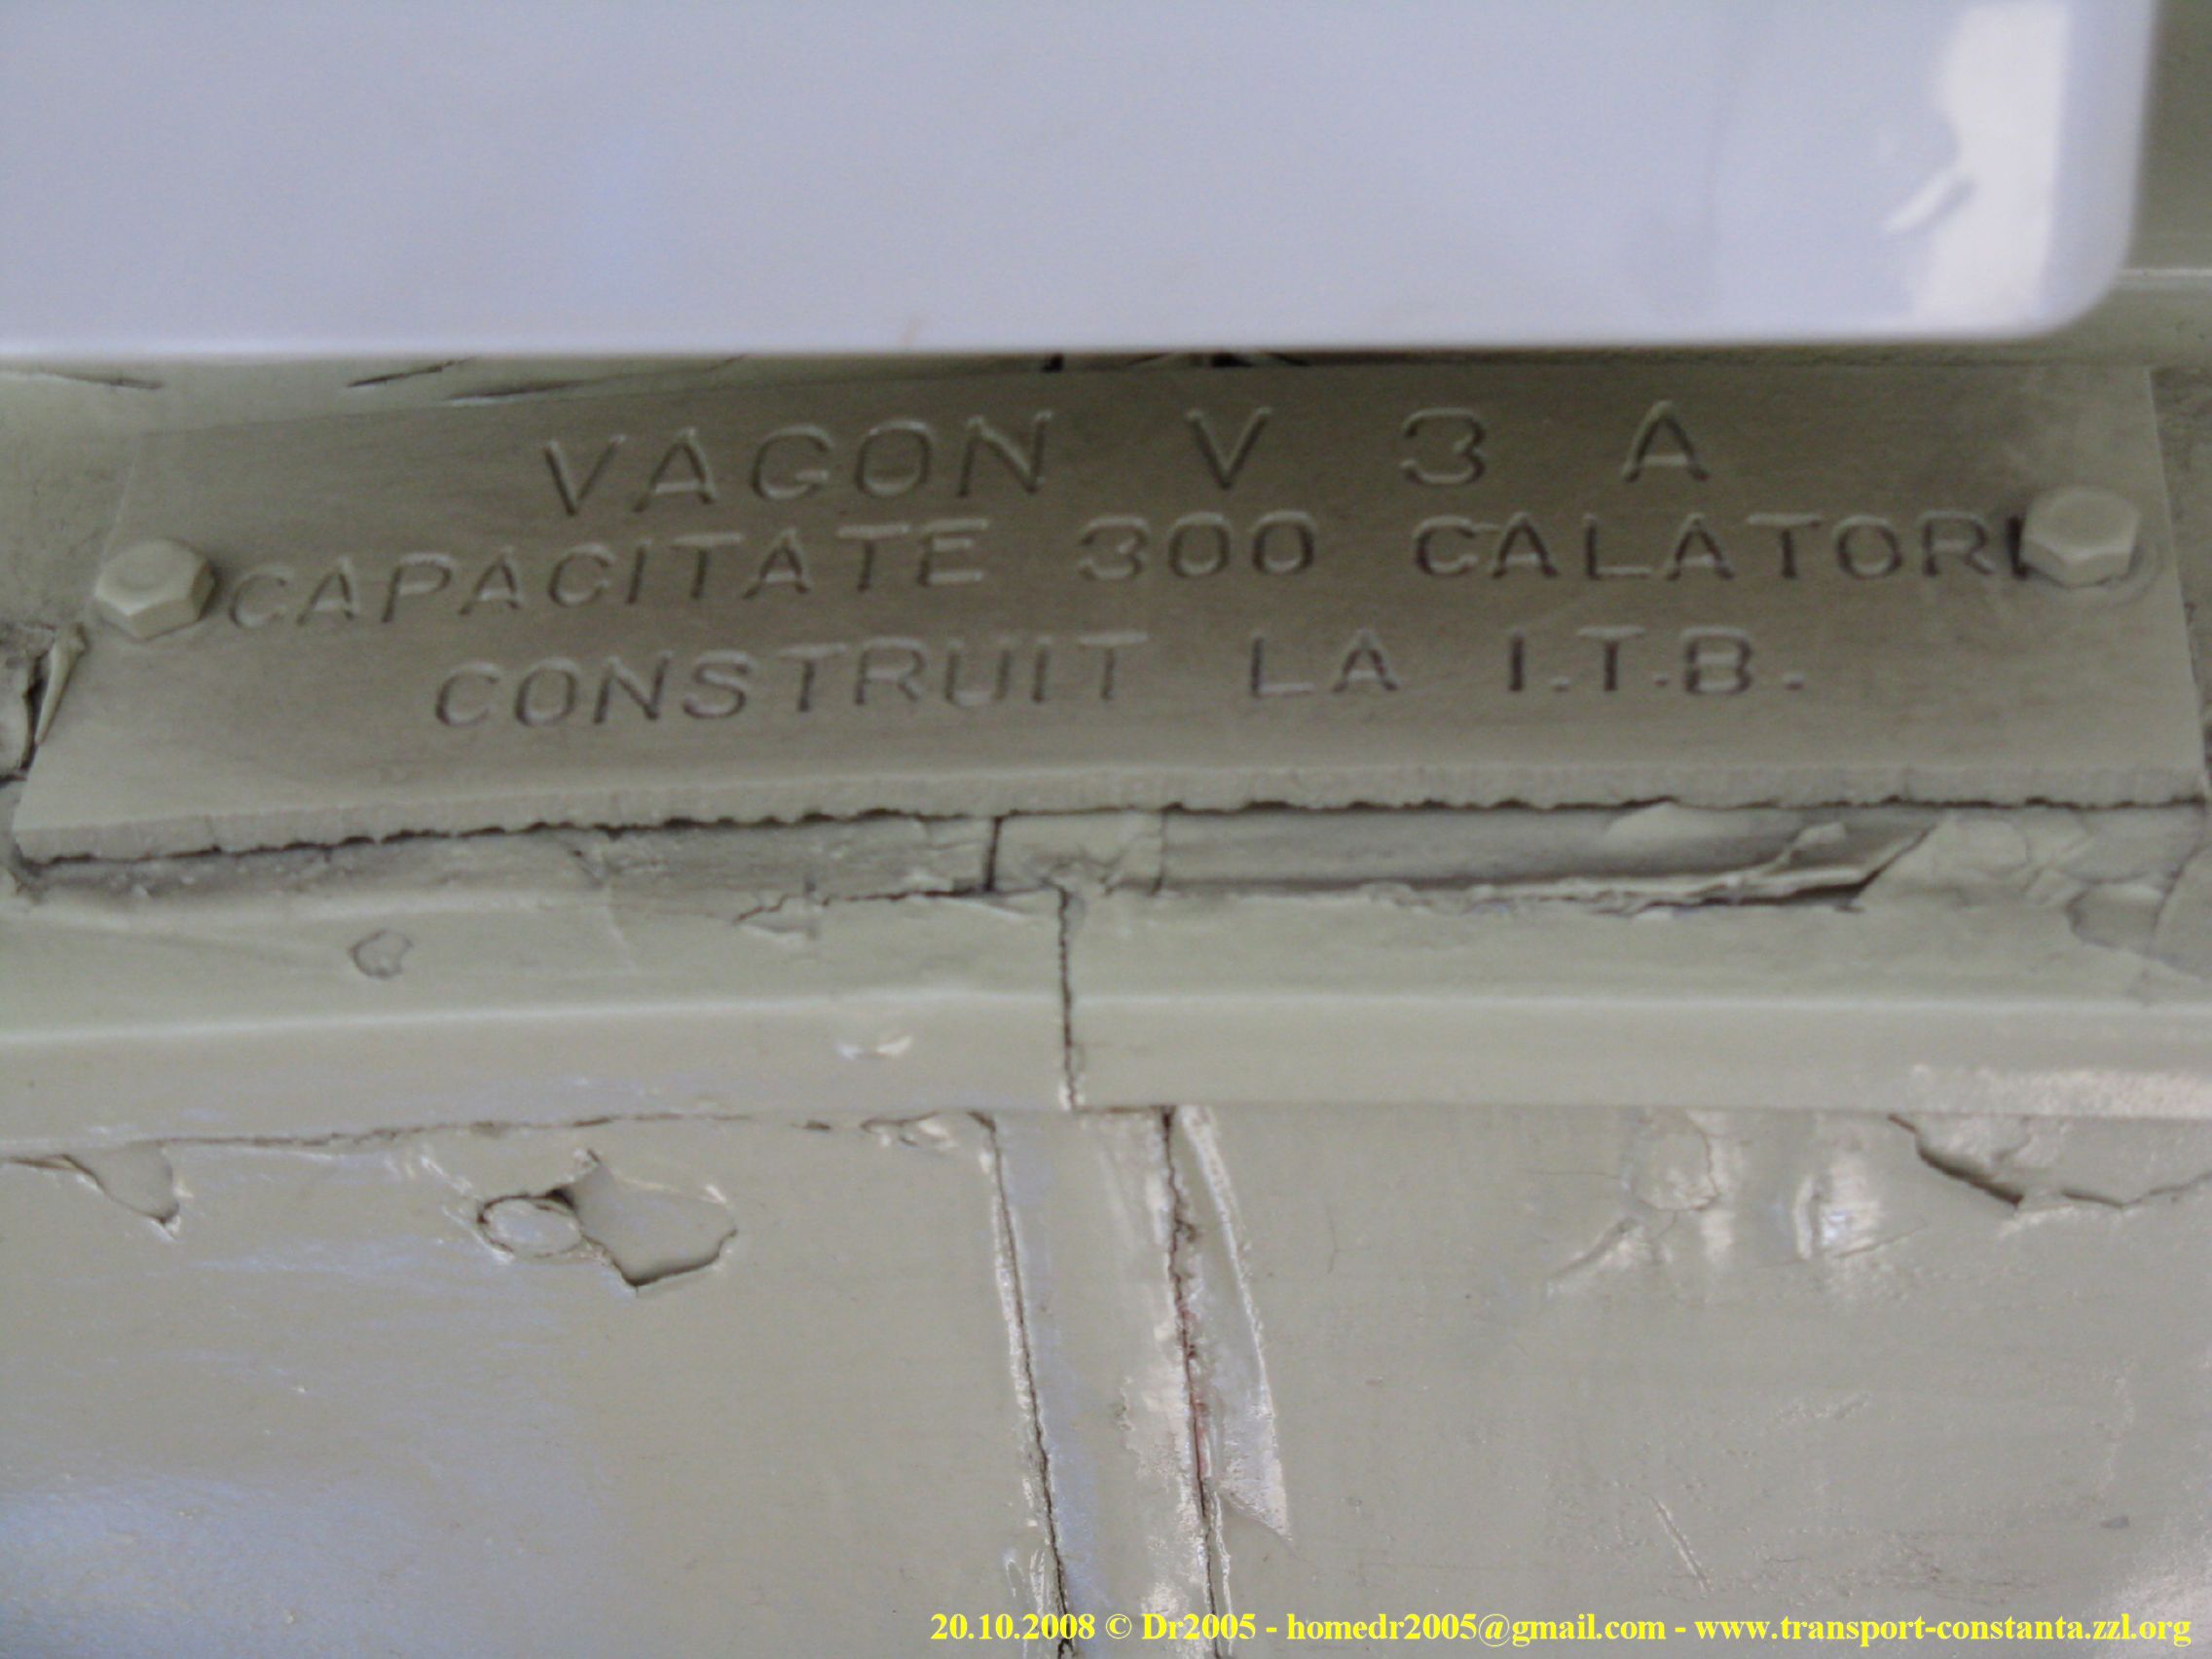 VAGON V 3 A
CAPACITATE 300 CALATORI
CONSTRUIT LA I.T.B.
20.10.2008 © Dr2005 - homedr2005@gmail.com - www.transport-constanta.zzl.org